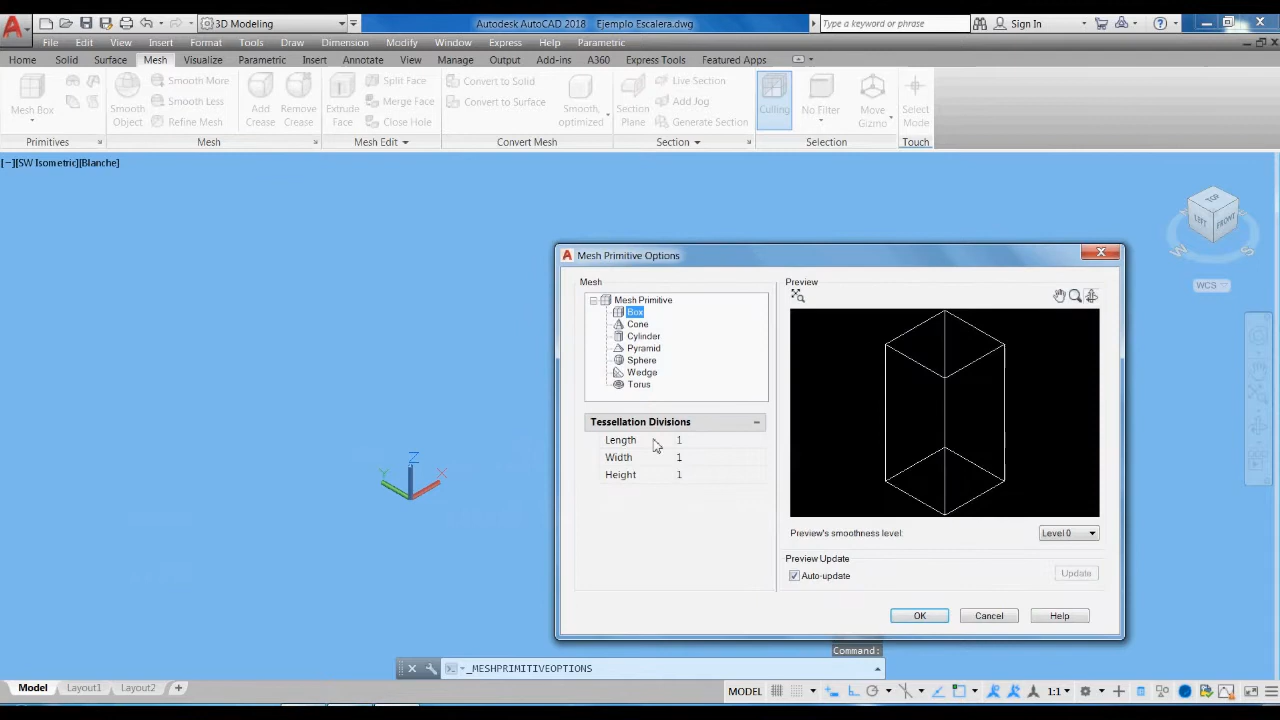 3D Modeling
Autodesk AutoCAD 2018 Ejemplo Escalera.dwg
Type a keyword or phrase
Sign In
File Edit View Insert Format Tools Draw Dimension Modify Window Express Help Parametric
Home Solid Surface Mesh Visualize Parametric Insert Annotate View Manage Output Add-ins A360 Express Tools Featured Apps
Mesh Box
Smooth Object
Smooth More
Smooth Less
Refine Mesh
Add Crease
Remove Crease
Extrude Face
Split Face
Merge Face
Close Hole
Convert to Solid
Convert to Surface
Smooth, optimized
Section Plane
Live Section
Add Jog
Generate Section
Culling
No Filter
Move Gizmo
Select Mode
Primitives Mesh Mesh Edit Convert Mesh Section Selection Touch
[−][SW Isometric][Blanche]
TOP
LEFT
FRONT
W
S
WCS
Z
Y
X
Mesh Primitive Options
Mesh
Mesh Primitive
Box
Cone
Cylinder
Pyramid
Sphere
Wedge
Torus
Tessellation Divisions
Length 1
Width 1
Height 1
Preview
Preview's smoothness level: Level 0
Preview Update
Auto-update
Update
OK Cancel Help
Command:
_MESHPRIMITIVEOPTIONS
Model Layout1 Layout2 +
MODEL
1:1